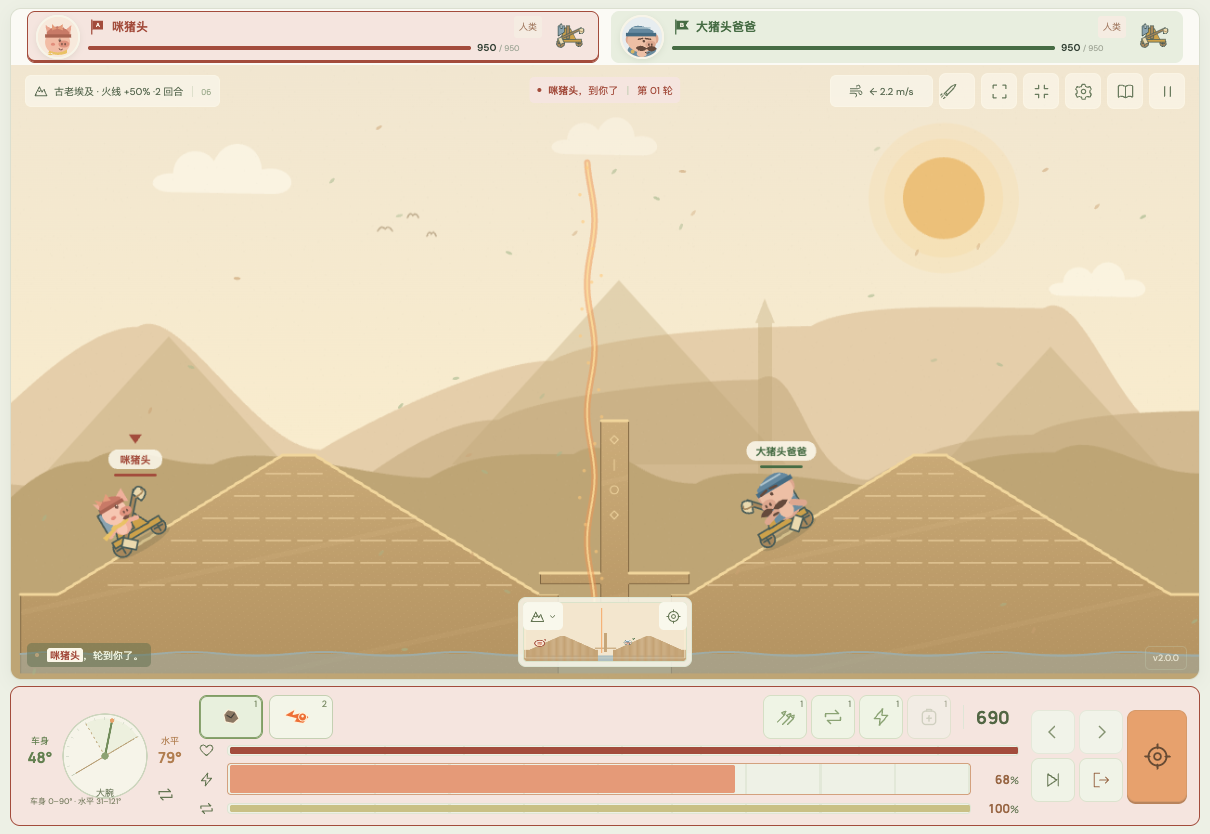 咪猪头
人类
950 / 950
大猪头爸爸
人类
950 / 950
古老埃及 · 火线 +50% ·2 回合 06
咪猪头，到你了 第 01 轮
← 2.2 m/s
咪猪头
大猪头爸爸
咪猪头，轮到你了。
v2.0.0
车身
48°
水平
79°
大腕
车身 0–90° · 水平 31–121°
1
2
1
1
1
1
690
68%
100%